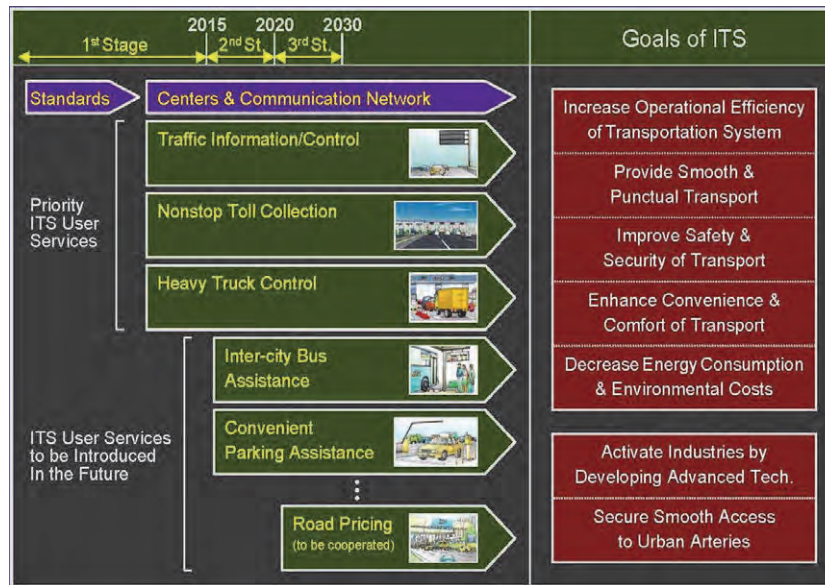 2015 2020 2030
1st Stage 2nd St. 3rd St.
Goals of ITS
Standards
Centers & Communication Network
Priority
ITS User
Services
Traffic Information/Control
Nonstop Toll Collection
Heavy Truck Control
ITS User Services
to be Introduced
In the Future
Inter-city Bus
Assistance
Convenient
Parking Assistance
Road Pricing
(to be cooperated)
Increase Operational Efficiency
of Transportation System
Provide Smooth &
Punctual Transport
Improve Safety &
Security of Transport
Enhance Convenience &
Comfort of Transport
Decrease Energy Consumption
& Environmental Costs
Activate Industries by
Developing Advanced Tech.
Secure Smooth Access
to Urban Arteries